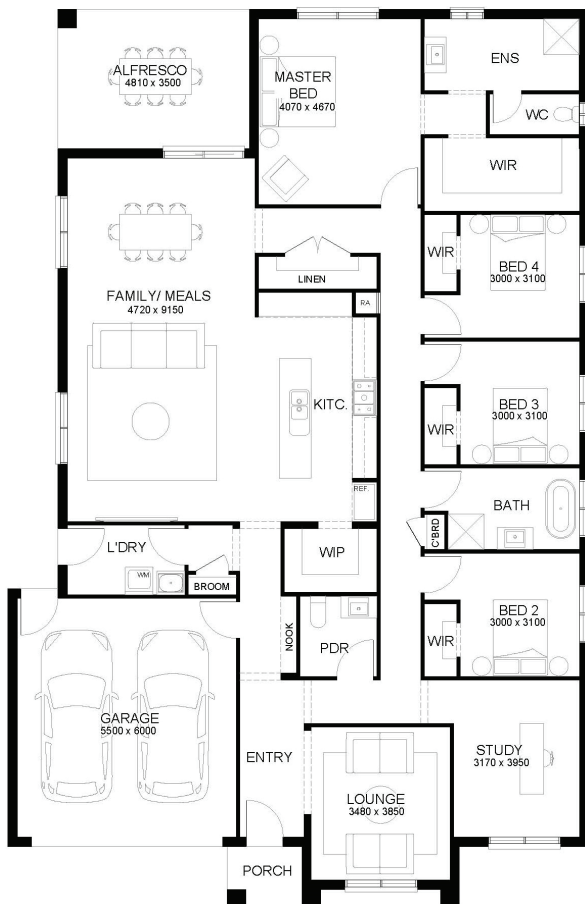 ALFRESCO
4810 x 3500
MASTER
BED
4070 x 4670
ENS
WC
WIR
WIR
BED 4
3000 x 3100
LINEN
RA
FAMILY/ MEALS
4720 x 9150
KITC.
BED 3
3000 x 3100
WIR
REF.
BATH
C'BRD
L'DRY
WM
BROOM
WIP
BED 2
3000 x 3100
WIR
NOOK
PDR
GARAGE
5500 x 6000
ENTRY
STUDY
3170 x 3950
LOUNGE
3480 x 3850
PORCH